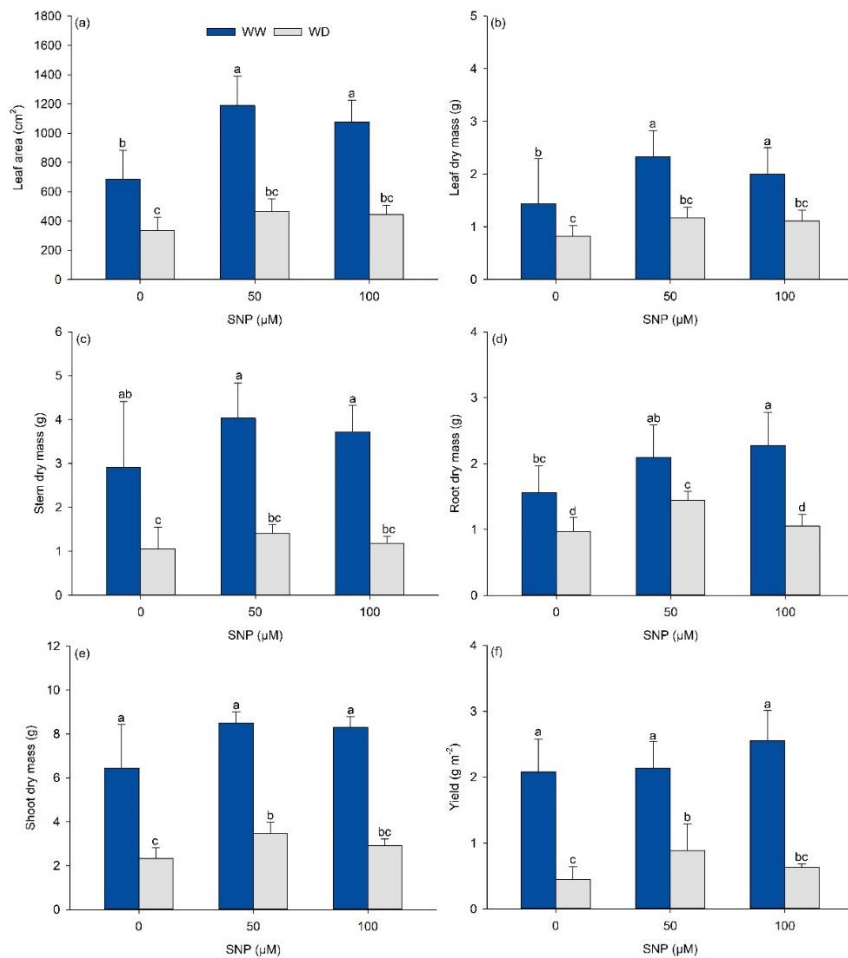 (a)
WW WD
1800
1600
1400
1200
1000
800
600
400
200
0
Leaf area (cm²)
b c a bc a bc
0 50 100
SNP (µM)
(b)
5
4
3
2
1
0
Leaf dry mass (g)
b c a bc a bc
0 50 100
SNP (µM)
(c)
6
5
4
3
2
1
0
Stem dry mass (g)
ab c a bc a bc
0 50 100
SNP (µM)
(d)
4
3
2
1
0
Root dry mass (g)
bc d ab c a d
0 50 100
SNP (µM)
(e)
12
10
8
6
4
2
0
Shoot dry mass (g)
a c a b a bc
0 50 100
SNP (µM)
(f)
4
3
2
1
0
Yield (g m⁻²)
a c a b a bc
0 50 100
SNP (µM)